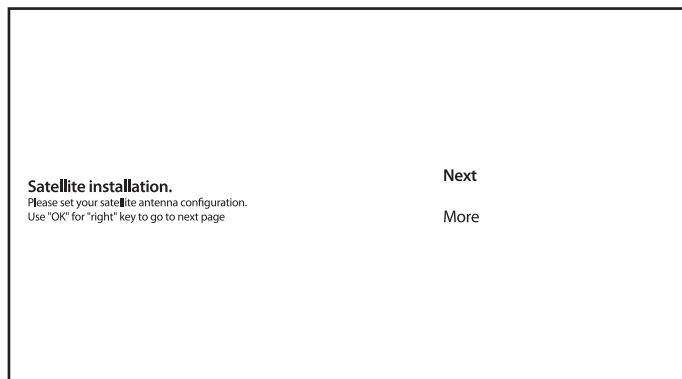 Satellite installation.
Please set your satellite antenna configuration.
Use "OK" for "right" key to go to next page
Next
More